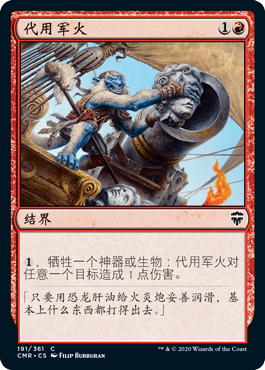 代用军火
1
结界
1，牺牲一个神器或生物：代用军火对
任意一个目标造成1点伤害。
「只要用恐龙肝油给火炎炮妥善润滑，基
本上什么东西都打得出去。」
191/361 C
CMR • CS FILIP BURBURAN
™ & © 2020 Wizards of the Coast